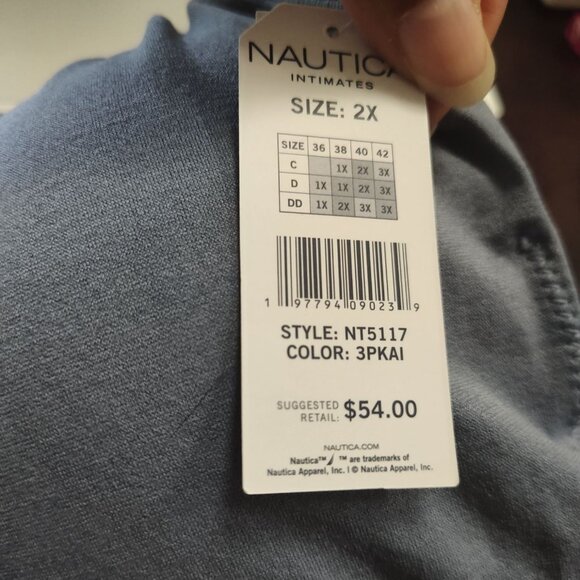 NAUTICA
INTIMATES
SIZE: 2X
SIZE 36 38 40 42
C 1X 2X 3X
D 1X 1X 2X 3X
DD 1X 2X 3X 3X
1 97794 09023 9
STYLE: NT5117
COLOR: 3PKAI
SUGGESTED
RETAIL: $54.00
NAUTICA.COM
Nautica™ ™ are trademarks of
Nautica Apparel, Inc. | © Nautica Apparel, Inc.